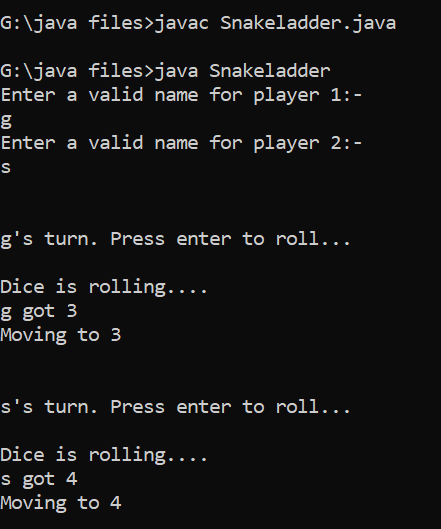 G:\java files>javac Snakeladder.java
G:\java files>java Snakeladder
Enter a valid name for player 1:-
g
Enter a valid name for player 2:-
s
g's turn. Press enter to roll...
Dice is rolling....
g got 3
Moving to 3
s's turn. Press enter to roll...
Dice is rolling....
s got 4
Moving to 4